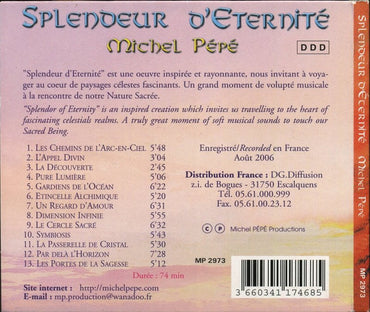 SPLENDEUR D'ETERNITÉ
MICHEL PÉPÉ
DDD
"Splendeur d'Eternité" est une oeuvre inspirée et rayonnante, nous invitant à voya-
ger au coeur de paysages célestes fascinants. Un grand moment de volupté musicale
à la rencontre de notre Nature Sacrée.
"Splendor of Eternity" is an inspired creation which invites us travelling to the heart of
fascinating celestials realms. A truly great moment of soft musical sounds to touch our
Sacred Being.
1. LES CHEMINS DE L'ARC-EN-CIEL 5'48
2. L'APPEL DIVIN 3'04
3. LA DÉCOUVERTE 2'45
4. PURE LUMIÈRE 5'06
5. GARDIENS DE L'OCÉAN 6'22
6. ETINCELLE ALCHIMIQUE 5'20
7. UN REGARD D'AMOUR 6'31
8. DIMENSION INFINIE 5'55
9. LE CERCLE SACRÉ 6'32
10. SYMBIOSIS 5'43
11. LA PASSERELLE DE CRISTAL 5'30
12. PAR DELÀ L'HORIZON 7'28
13. LES PORTES DE LA SAGESSE 5'12
Durée : 74 min
Site internet : http://michelpepe.com
E-mail : mp.production@wanadoo.fr
Enregistré/Recorded en France
Août 2006
Distribution France : DG.Diffusion
z.i. de Bogues - 31750 Escalquens
Tél. 05.61.000.999
Fax. 05.61.00.23.12
© ℗ Michel PÉPÉ Productions
MP 2973
3 660341 174685
SPLENDEUR D'ETERNITÉ
MICHEL PÉPÉ
MP 2973